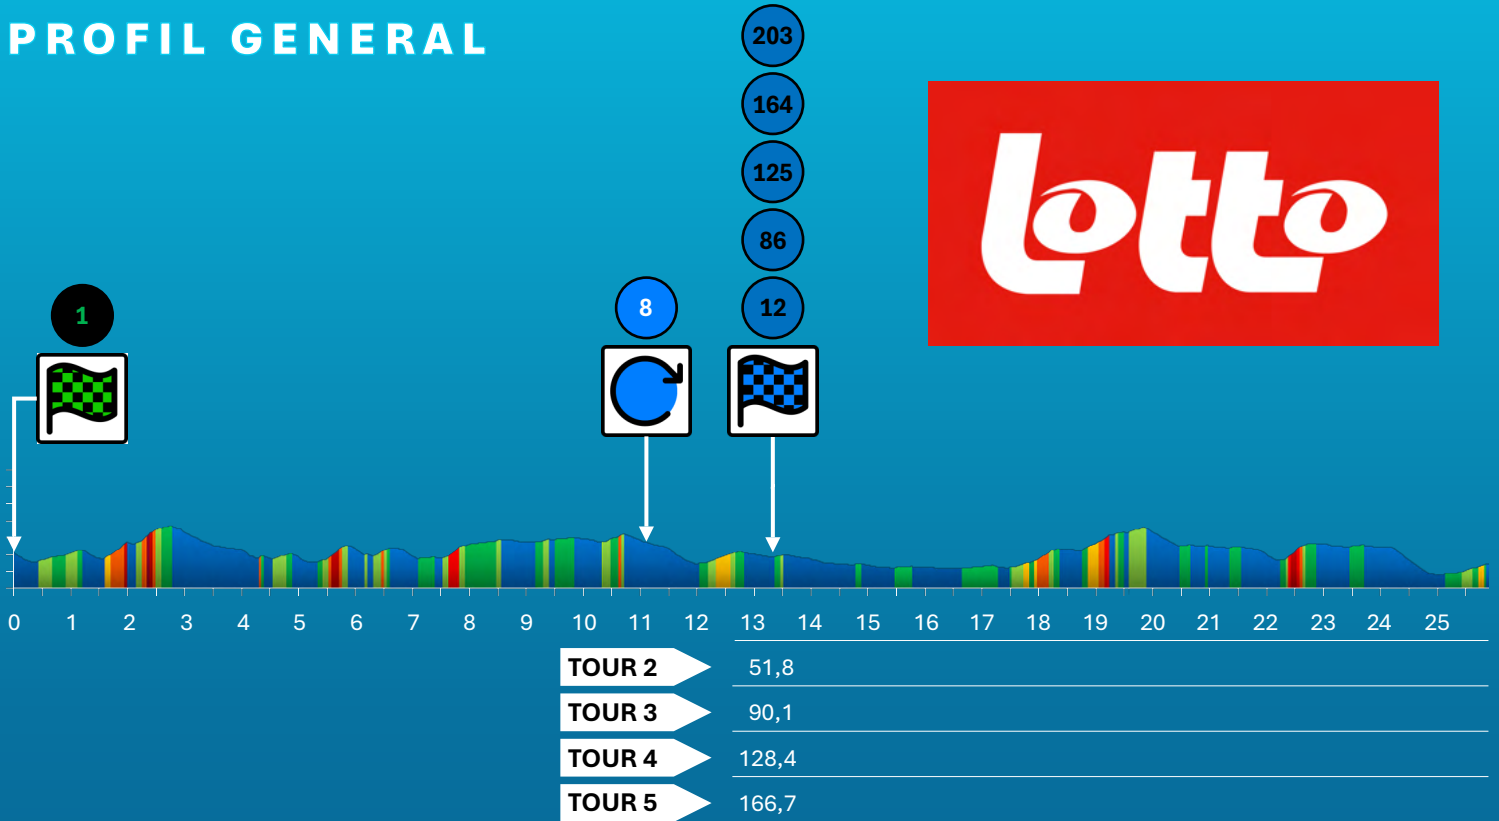 PROFIL GENERAL
203
164
125
86
12
8
1
lotto
0 1 2 3 4 5 6 7 8 9 10 11 12 13 14 15 16 17 18 19 20 21 22 23 24 25
TOUR 2 51,8
TOUR 3 90,1
TOUR 4 128,4
TOUR 5 166,7